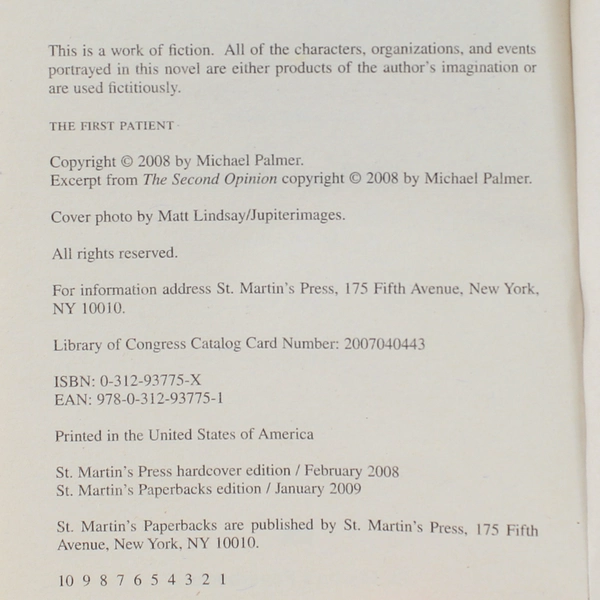 This is a work of fiction. All of the characters, organizations, and events
portrayed in this novel are either products of the author's imagination or
are used fictitiously.
THE FIRST PATIENT
Copyright © 2008 by Michael Palmer.
Excerpt from The Second Opinion copyright © 2008 by Michael Palmer.
Cover photo by Matt Lindsay/Jupiterimages.
All rights reserved.
For information address St. Martin's Press, 175 Fifth Avenue, New York,
NY 10010.
Library of Congress Catalog Card Number: 2007040443
ISBN: 0-312-93775-X
EAN: 978-0-312-93775-1
Printed in the United States of America
St. Martin's Press hardcover edition / February 2008
St. Martin's Paperbacks edition / January 2009
St. Martin's Paperbacks are published by St. Martin's Press, 175 Fifth
Avenue, New York, NY 10010.
10 9 8 7 6 5 4 3 2 1